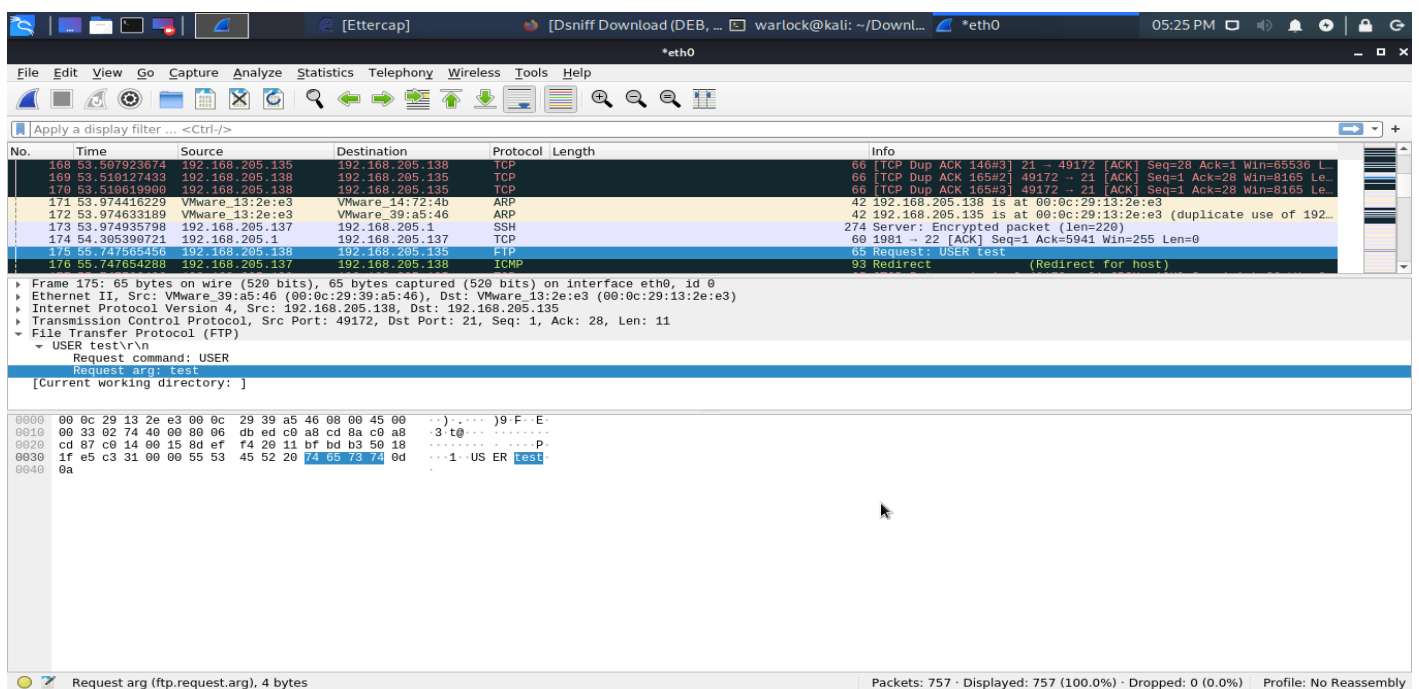 [Ettercap] [Dsniff Download (DEB, ... warlock@kali: ~/Downl... *eth0 05:25 PM
*eth0
File Edit View Go Capture Analyze Statistics Telephony Wireless Tools Help
Apply a display filter ... <Ctrl-/>
No. Time Source Destination Protocol Length Info
168 53.507923674 192.168.205.135 192.168.205.138 TCP 66 [TCP Dup ACK 146#3] 21 → 49172 [ACK] Seq=28 Ack=1 Win=65536 L…
169 53.510127433 192.168.205.138 192.168.205.135 TCP 66 [TCP Dup ACK 165#2] 49172 → 21 [ACK] Seq=1 Ack=28 Win=8165 Le…
170 53.510619900 192.168.205.138 192.168.205.135 TCP 66 [TCP Dup ACK 165#3] 49172 → 21 [ACK] Seq=1 Ack=28 Win=8165 Le…
171 53.974416229 VMware_13:2e:e3 VMware_14:72:4b ARP 42 192.168.205.138 is at 00:0c:29:13:2e:e3
172 53.974633189 VMware_13:2e:e3 VMware_39:a5:46 ARP 42 192.168.205.135 is at 00:0c:29:13:2e:e3 (duplicate use of 192…
173 53.974935798 192.168.205.137 192.168.205.1 SSH 274 Server: Encrypted packet (len=220)
174 54.305390721 192.168.205.1 192.168.205.137 TCP 60 1981 → 22 [ACK] Seq=1 Ack=5941 Win=255 Len=0
175 55.747565456 192.168.205.138 192.168.205.135 FTP 65 Request: USER test
176 55.747654288 192.168.205.137 192.168.205.138 ICMP 93 Redirect (Redirect for host)
Frame 175: 65 bytes on wire (520 bits), 65 bytes captured (520 bits) on interface eth0, id 0
Ethernet II, Src: VMware_39:a5:46 (00:0c:29:39:a5:46), Dst: VMware_13:2e:e3 (00:0c:29:13:2e:e3)
Internet Protocol Version 4, Src: 192.168.205.138, Dst: 192.168.205.135
Transmission Control Protocol, Src Port: 49172, Dst Port: 21, Seq: 1, Ack: 28, Len: 11
File Transfer Protocol (FTP)
USER test\r\n
Request command: USER
Request arg: test
[Current working directory: ]
0000 00 0c 29 13 2e e3 00 0c 29 39 a5 46 08 00 45 00 ··)·.··· )9·F··E·
0010 00 33 02 74 40 00 80 06 db ed c0 a8 cd 8a c0 a8 ·3·t@··· ········
0020 cd 87 c0 14 00 15 8d ef f4 20 11 bf bd b3 50 18 ········ · ····P·
0030 1f e5 c3 31 00 00 55 53 45 52 20 74 65 73 74 0d ···1··US ER test·
0040 0a ·
Request arg (ftp.request.arg), 4 bytes Packets: 757 · Displayed: 757 (100.0%) · Dropped: 0 (0.0%) Profile: No Reassembly